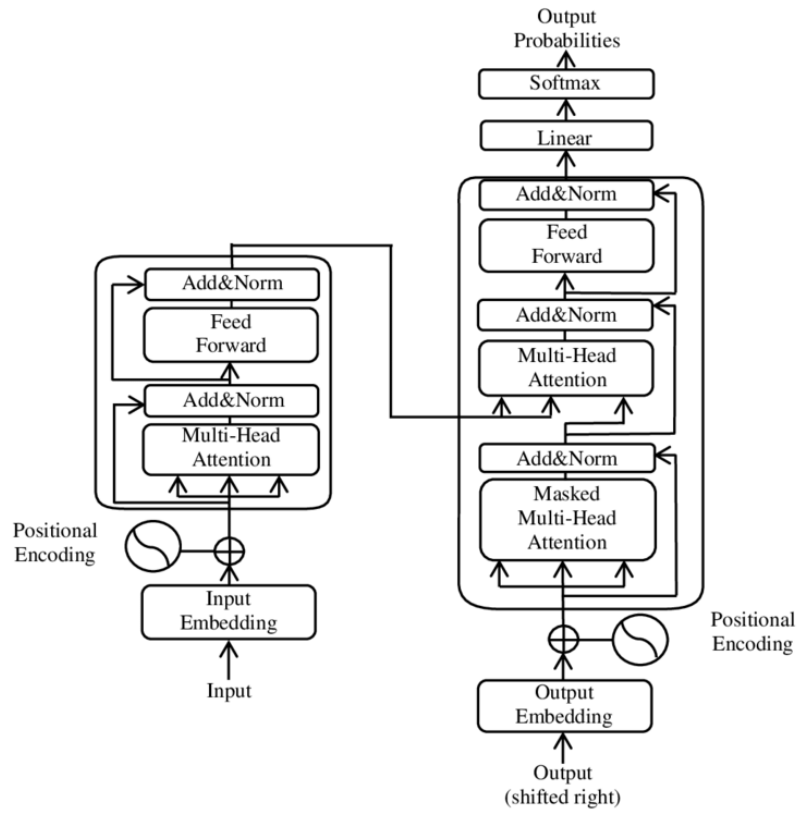 Output
Probabilities
Softmax
Linear
Add&Norm
Feed
Forward
Add&Norm
Multi-Head
Attention
Add&Norm
Masked
Multi-Head
Attention
Positional
Encoding
Output
Embedding
Output
(shifted right)
Add&Norm
Feed
Forward
Add&Norm
Multi-Head
Attention
Positional
Encoding
Input
Embedding
Input